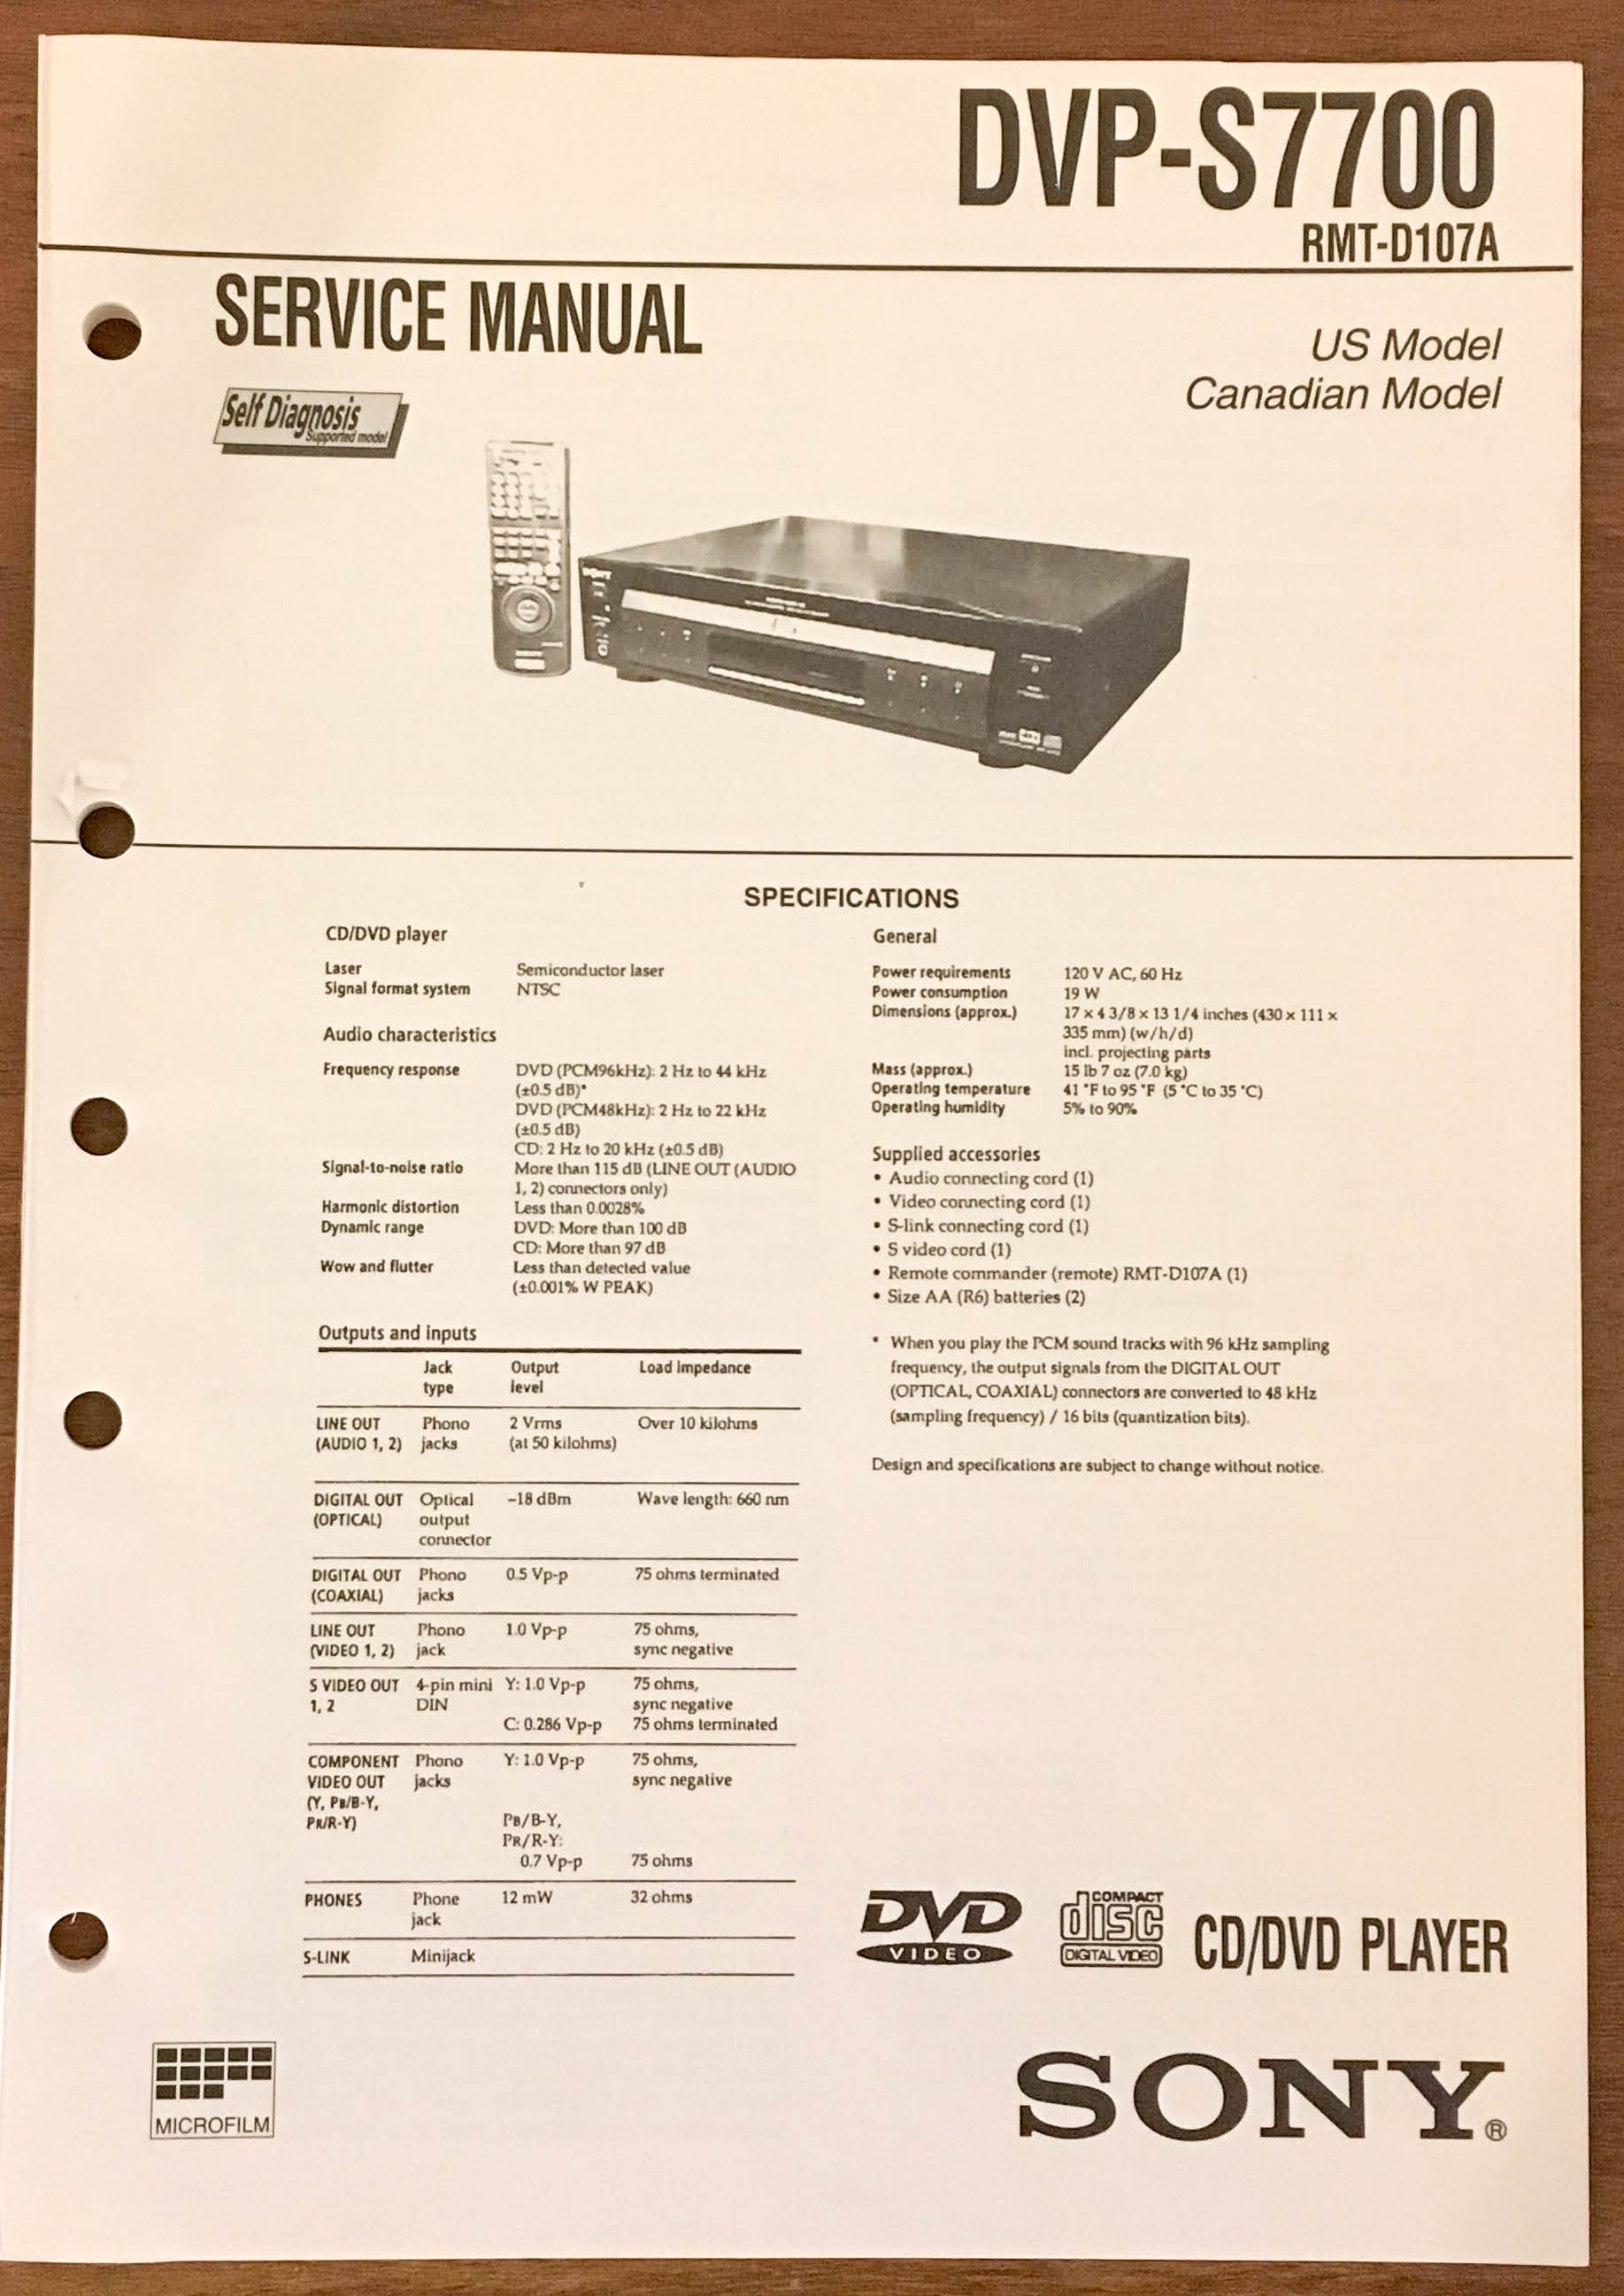 DVP-S7700
RMT-D107A
SERVICE MANUAL
US Model
Canadian Model
Self Diagnosis
Supported model
SONY
SPECIFICATIONS
CD/DVD player
Laser Semiconductor laser
Signal format system NTSC
Audio characteristics
Frequency response DVD (PCM96kHz): 2 Hz to 44 kHz
(±0.5 dB)*
DVD (PCM48kHz): 2 Hz to 22 kHz
(±0.5 dB)
CD: 2 Hz to 20 kHz (±0.5 dB)
Signal-to-noise ratio More than 115 dB (LINE OUT (AUDIO
1, 2) connectors only)
Harmonic distortion Less than 0.0028%
Dynamic range DVD: More than 100 dB
CD: More than 97 dB
Wow and flutter Less than detected value
(±0.001% W PEAK)
Outputs and inputs
Jack Output Load impedance
type level
LINE OUT Phono 2 Vrms Over 10 kilohms
(AUDIO 1, 2) jacks (at 50 kilohms)
DIGITAL OUT Optical –18 dBm Wave length: 660 nm
(OPTICAL) output
connector
DIGITAL OUT Phono 0.5 Vp-p 75 ohms terminated
(COAXIAL) jacks
LINE OUT Phono 1.0 Vp-p 75 ohms,
(VIDEO 1, 2) jack sync negative
S VIDEO OUT 4-pin mini Y: 1.0 Vp-p 75 ohms,
1, 2 DIN sync negative
C: 0.286 Vp-p 75 ohms terminated
COMPONENT Phono Y: 1.0 Vp-p 75 ohms,
VIDEO OUT jacks sync negative
(Y, PB/B-Y,
PR/R-Y) PB/B-Y,
PR/R-Y:
0.7 Vp-p 75 ohms
PHONES Phone 12 mW 32 ohms
jack
S-LINK Minijack
General
Power requirements 120 V AC, 60 Hz
Power consumption 19 W
Dimensions (approx.) 17 × 4 3/8 × 13 1/4 inches (430 × 111 ×
335 mm) (w/h/d)
incl. projecting parts
Mass (approx.) 15 lb 7 oz (7.0 kg)
Operating temperature 41 °F to 95 °F (5 °C to 35 °C)
Operating humidity 5% to 90%
Supplied accessories
• Audio connecting cord (1)
• Video connecting cord (1)
• S-link connecting cord (1)
• S video cord (1)
• Remote commander (remote) RMT-D107A (1)
• Size AA (R6) batteries (2)
* When you play the PCM sound tracks with 96 kHz sampling
frequency, the output signals from the DIGITAL OUT
(OPTICAL, COAXIAL) connectors are converted to 48 kHz
(sampling frequency) / 16 bits (quantization bits).
Design and specifications are subject to change without notice.
DVD
VIDEO
COMPACT
disc
DIGITAL VIDEO
CD/DVD PLAYER
MICROFILM
SONY®